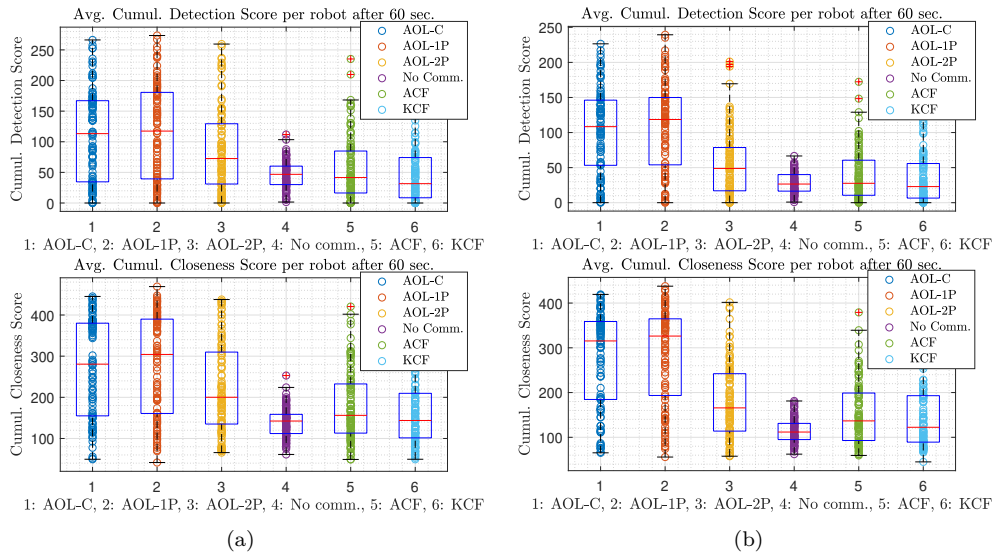 Avg. Cumul. Detection Score per robot after 60 sec.
Cumul. Detection Score
250
200
150
100
50
0
AOL-C
AOL-1P
AOL-2P
No Comm.
ACF
KCF
1 2 3 4 5 6
1: AOL-C, 2: AOL-1P, 3: AOL-2P, 4: No comm., 5: ACF, 6: KCF
Avg. Cumul. Closeness Score per robot after 60 sec.
Cumul. Closeness Score
400
300
200
100
AOL-C
AOL-1P
AOL-2P
No Comm.
ACF
KCF
1 2 3 4 5 6
1: AOL-C, 2: AOL-1P, 3: AOL-2P, 4: No comm., 5: ACF, 6: KCF
(a)
Avg. Cumul. Detection Score per robot after 60 sec.
Cumul. Detection Score
250
200
150
100
50
0
AOL-C
AOL-1P
AOL-2P
No Comm.
ACF
KCF
1 2 3 4 5 6
1: AOL-C, 2: AOL-1P, 3: AOL-2P, 4: No comm., 5: ACF, 6: KCF
Avg. Cumul. Closeness Score per robot after 60 sec.
Cumul. Closeness Score
400
300
200
100
AOL-C
AOL-1P
AOL-2P
No Comm.
ACF
KCF
1 2 3 4 5 6
1: AOL-C, 2: AOL-1P, 3: AOL-2P, 4: No comm., 5: ACF, 6: KCF
(b)